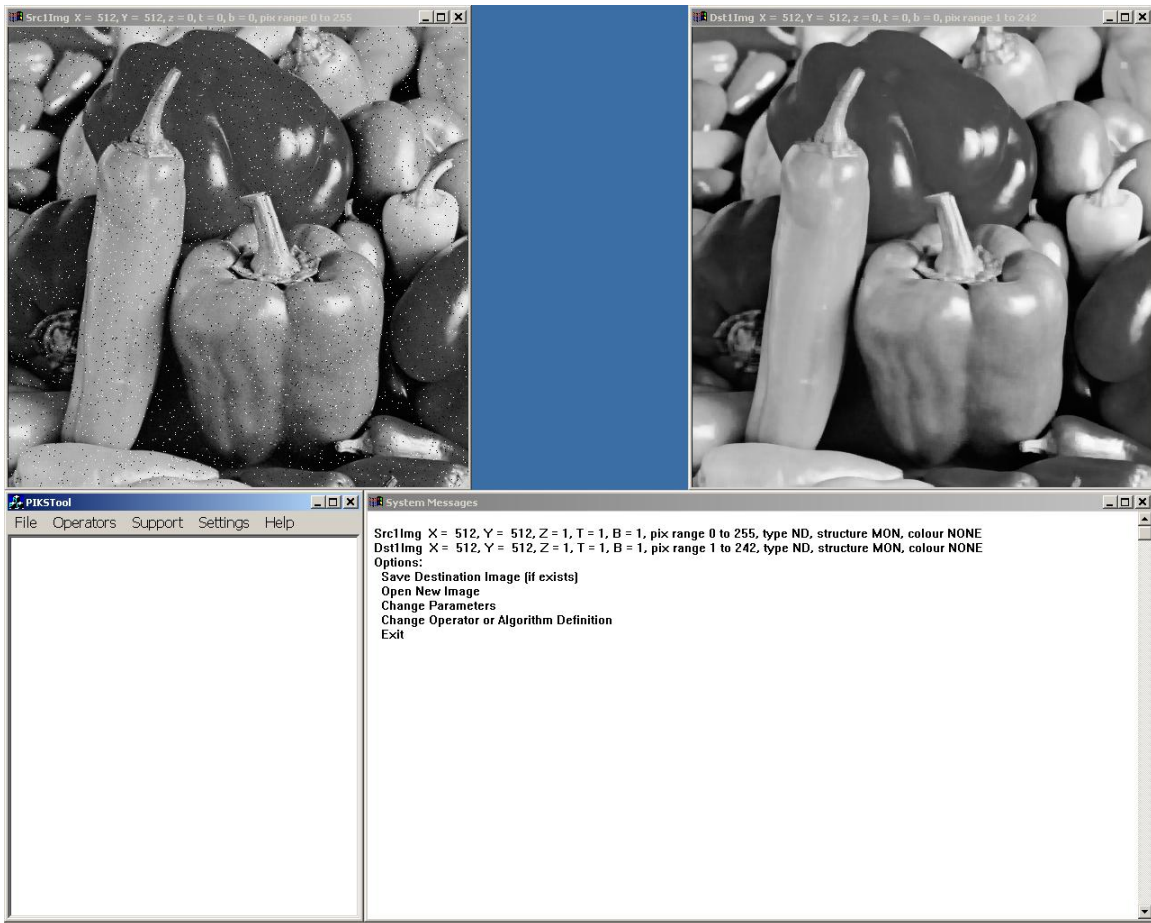 Src1Img X = 512, Y = 512, z = 0, t = 0, b = 0, pix range 0 to 255
Dst1Img X = 512, Y = 512, z = 0, t = 0, b = 0, pix range 1 to 242
PIKSTool
File Operators Support Settings Help
System Messages
Src1Img X = 512, Y = 512, Z = 1, T = 1, B = 1, pix range 0 to 255, type ND, structure MON, colour NONE
Dst1Img X = 512, Y = 512, Z = 1, T = 1, B = 1, pix range 1 to 242, type ND, structure MON, colour NONE
Options:
Save Destination Image (if exists)
Open New Image
Change Parameters
Change Operator or Algorithm Definition
Exit